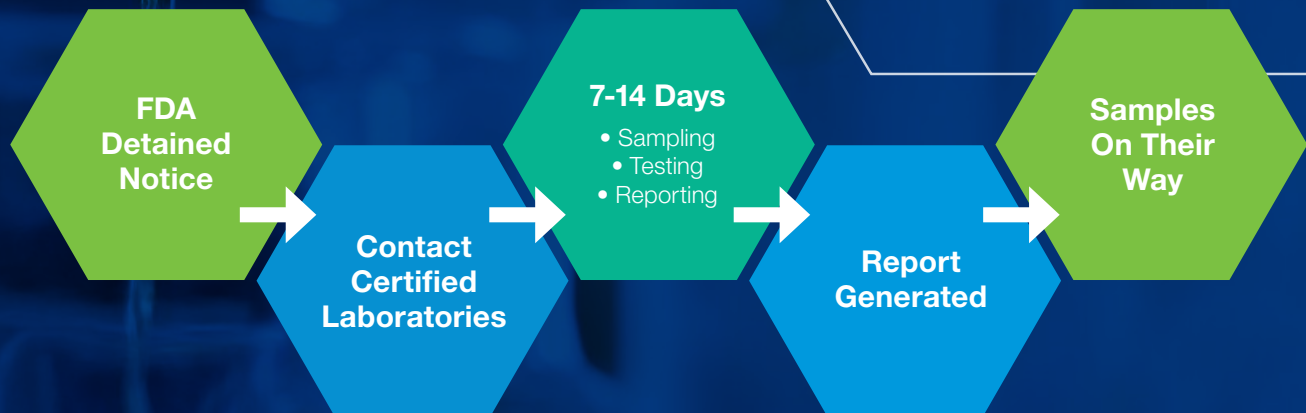 FDA
Detained
Notice
Contact
Certified
Laboratories
7-14 Days
• Sampling
• Testing
• Reporting
Report
Generated
Samples
On Their
Way